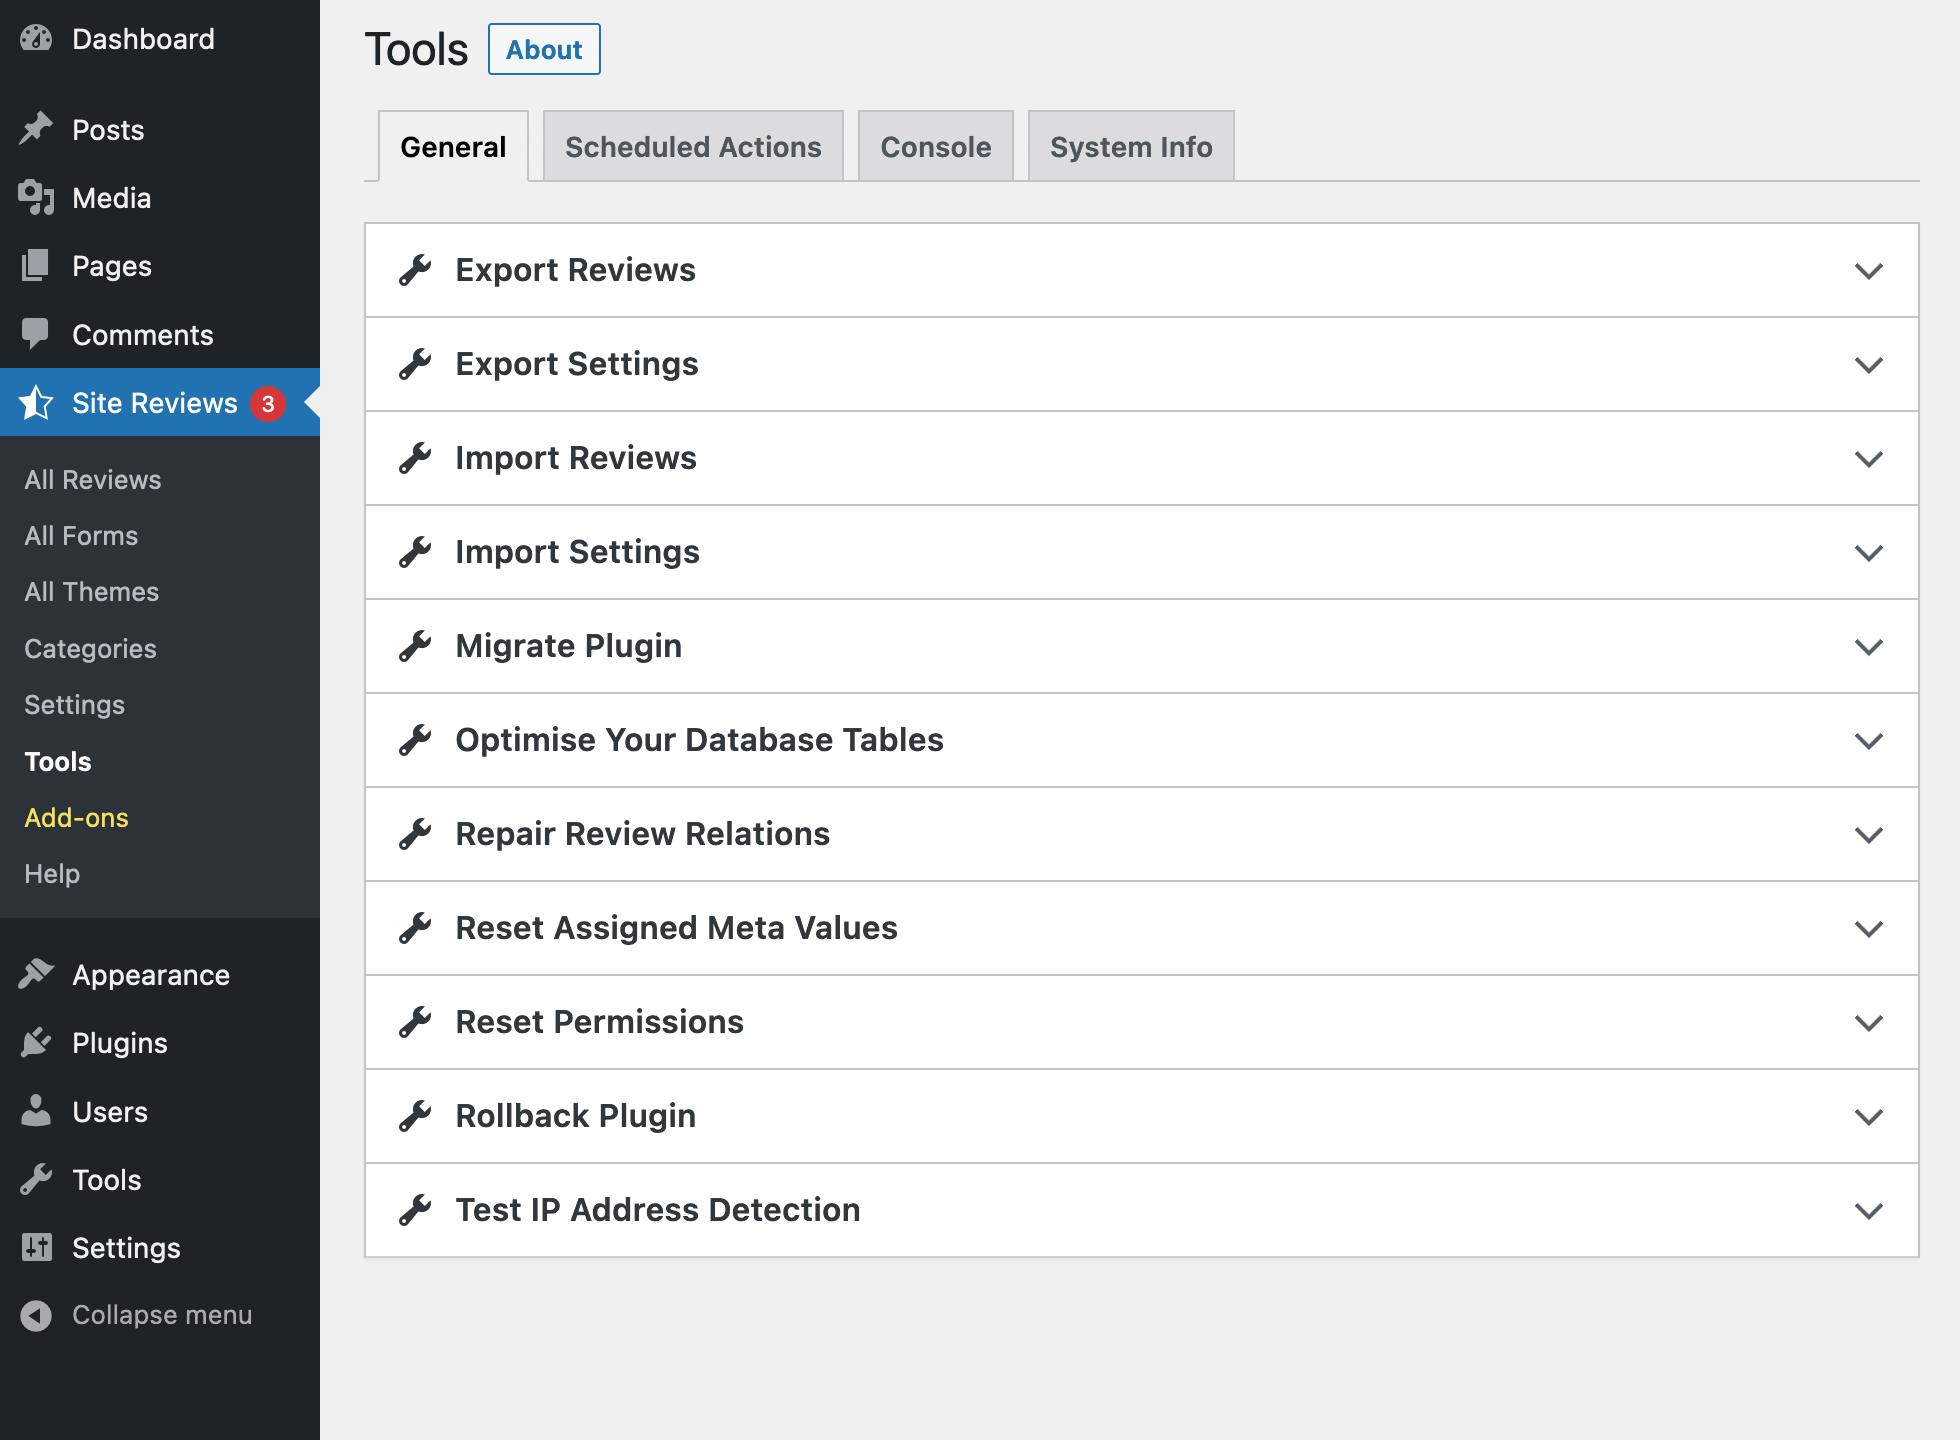 Dashboard
Posts
Media
Pages
Comments
Site Reviews 3
All Reviews
All Forms
All Themes
Categories
Settings
Tools
Add-ons
Help
Appearance
Plugins
Users
Tools
Settings
Collapse menu
Tools About
General Scheduled Actions Console System Info
Export Reviews
Export Settings
Import Reviews
Import Settings
Migrate Plugin
Optimise Your Database Tables
Repair Review Relations
Reset Assigned Meta Values
Reset Permissions
Rollback Plugin
Test IP Address Detection